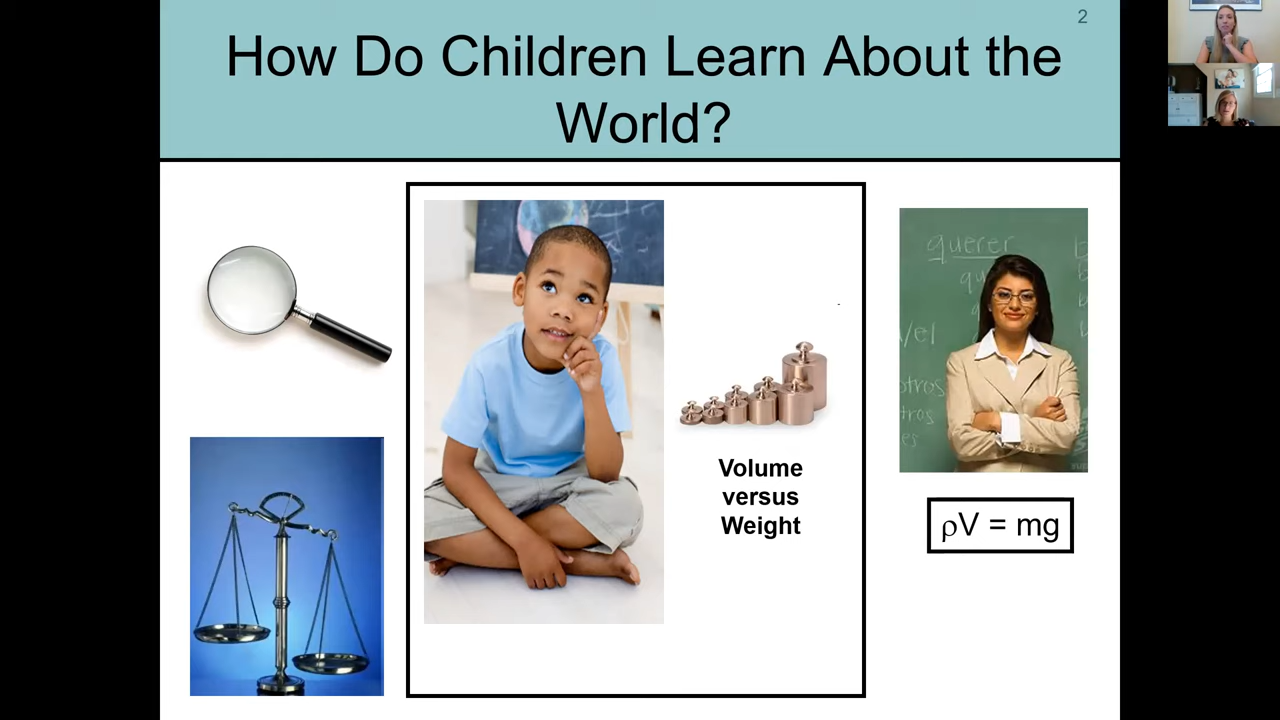 2
How Do Children Learn About the
World?
querer
Volume
versus
Weight
ρV = mg